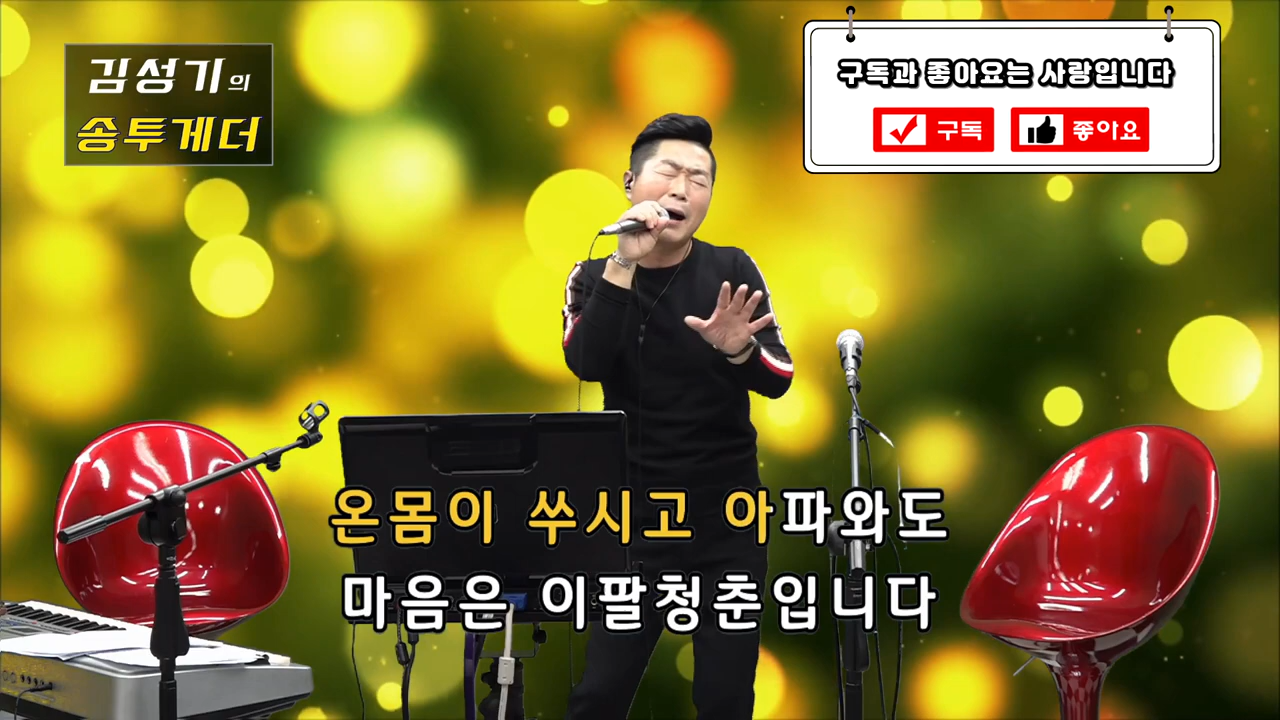 김성기의
송투게더
구독과 좋아요는 사랑입니다
구독
좋아요
온몸이 쑤시고 아파와도
마음은 이팔청춘입니다